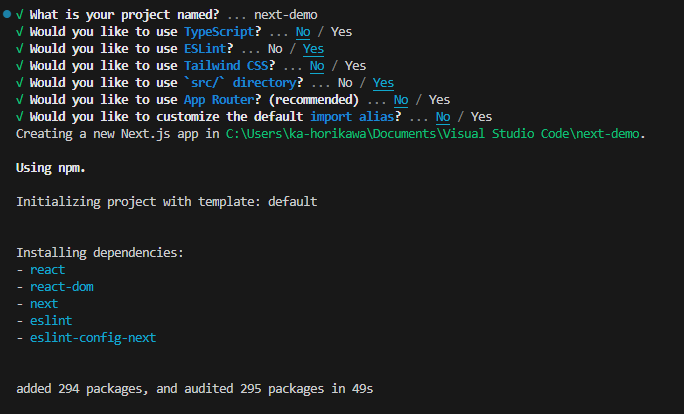 √ What is your project named? ... next-demo
√ Would you like to use TypeScript? ... No / Yes
√ Would you like to use ESLint? ... No / Yes
√ Would you like to use Tailwind CSS? ... No / Yes
√ Would you like to use `src/` directory? ... No / Yes
√ Would you like to use App Router? (recommended) ... No / Yes
√ Would you like to customize the default import alias? ... No / Yes
Creating a new Next.js app in C:\Users\ka-horikawa\Documents\Visual Studio Code\next-demo.
Using npm.
Initializing project with template: default
Installing dependencies:
- react
- react-dom
- next
- eslint
- eslint-config-next
added 294 packages, and audited 295 packages in 49s